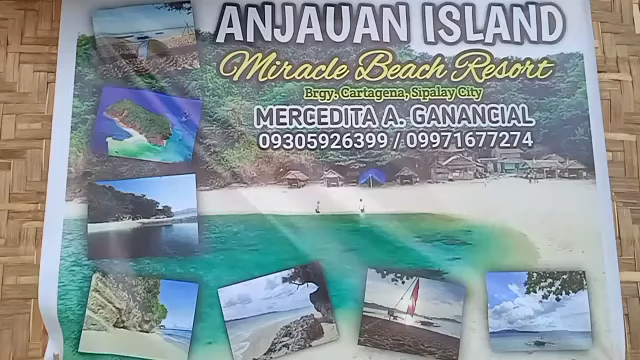 ANJAUAN ISLAND
Miracle Beach Resort
Brgy. Cartagena, Sipalay City
MERCEDITA A. GANANCIAL
09305926399 / 09971677274